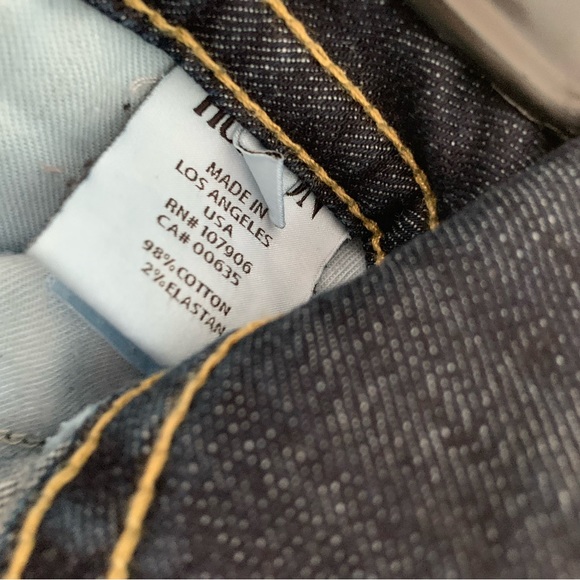 MADE IN
LOS ANGELES
USA
RN# 107906
CA# 00635
98% COTTON
2% ELASTAN